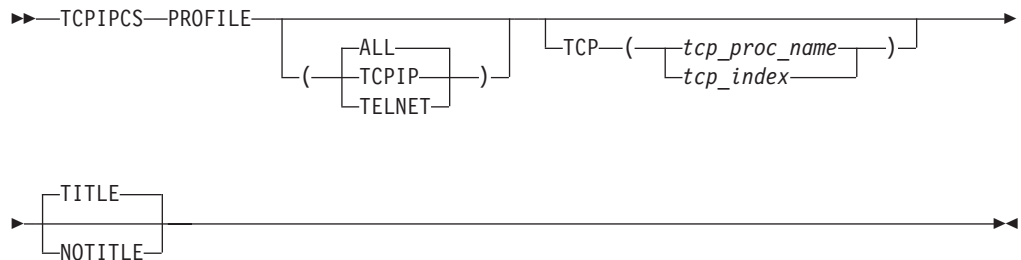 TCPIPCS PROFILE
ALL
( TCPIP )
TELNET
TCP ( tcp_proc_name )
tcp_index
TITLE
NOTITLE